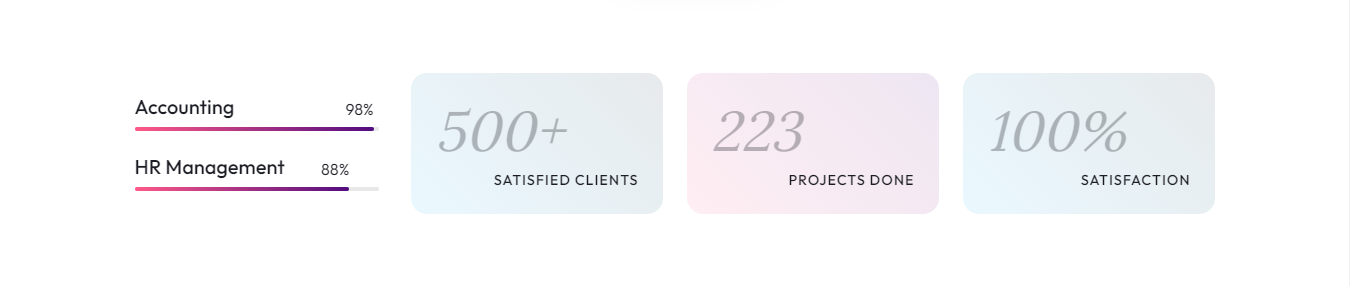 Accounting 98%
HR Management 88%
500+
SATISFIED CLIENTS
223
PROJECTS DONE
100%
SATISFACTION